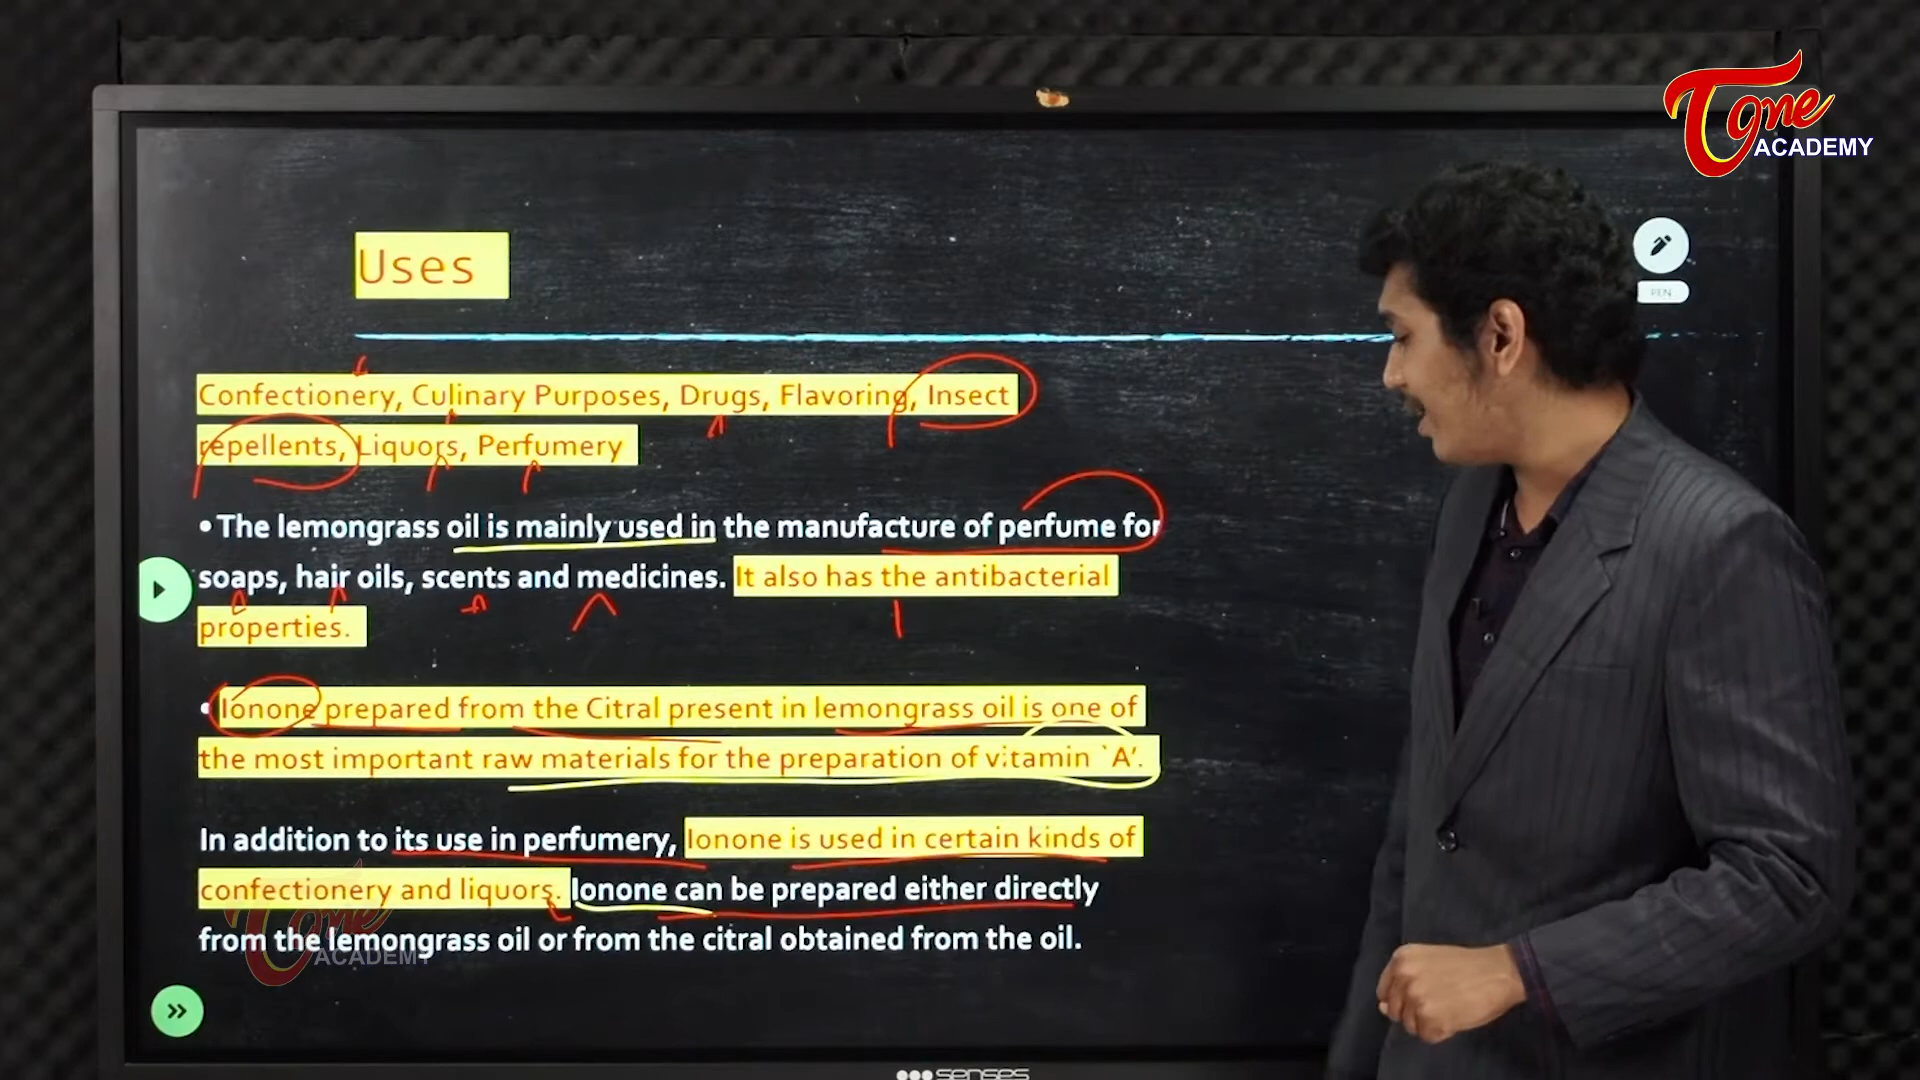 Tone
ACADEMY
PEN
Uses
Confectionery, Culinary Purposes, Drugs, Flavoring, Insect
repellents, Liquors, Perfumery
• The lemongrass oil is mainly used in the manufacture of perfume for
soaps, hair oils, scents and medicines. It also has the antibacterial
properties.
• Ionone prepared from the Citral present in lemongrass oil is one of
the most important raw materials for the preparation of vitamin `A'.
In addition to its use in perfumery, Ionone is used in certain kinds of
confectionery and liquors. Ionone can be prepared either directly
from the lemongrass oil or from the citral obtained from the oil.
Tone
ACADEMY
senses